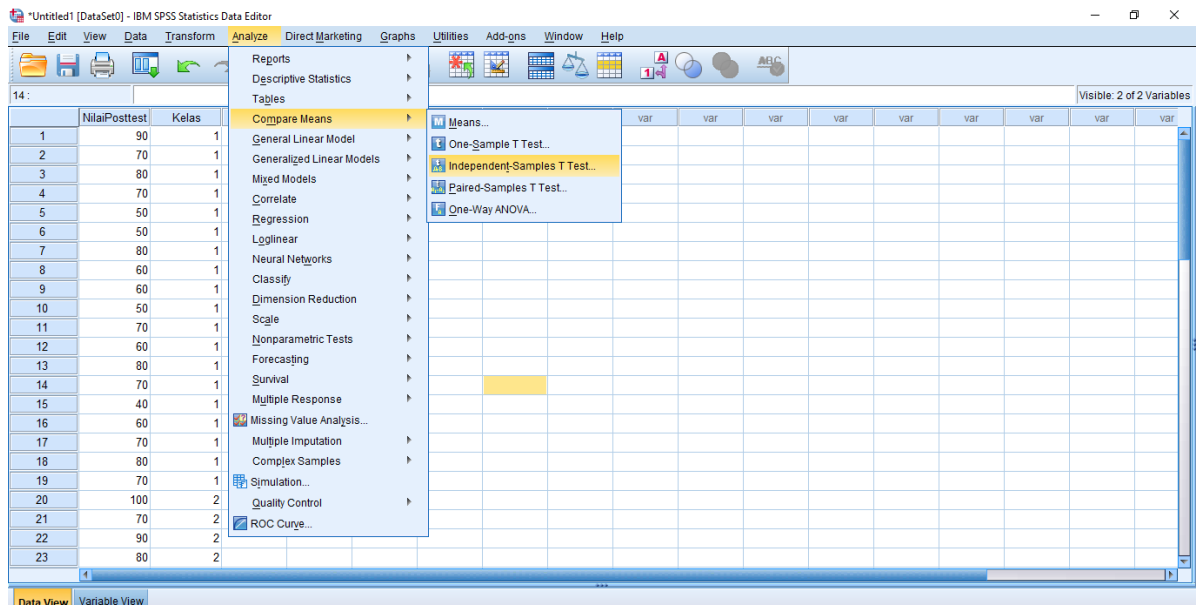 *Untitled1 [DataSet0] - IBM SPSS Statistics Data Editor
File Edit View Data Transform Analyze Direct Marketing Graphs Utilities Add-ons Window Help
14 :
Visible: 2 of 2 Variables
NilaiPosttest Kelas var var var var var var var var var
1 90 1
2 70 1
3 80 1
4 70 1
5 50 1
6 50 1
7 80 1
8 60 1
9 60 1
10 50 1
11 70 1
12 60 1
13 80 1
14 70 1
15 40 1
16 60 1
17 70 1
18 80 1
19 70 1
20 100 2
21 70 2
22 90 2
23 80 2
Reports
Descriptive Statistics
Tables
Compare Means
General Linear Model
Generalized Linear Models
Mixed Models
Correlate
Regression
Loglinear
Neural Networks
Classify
Dimension Reduction
Scale
Nonparametric Tests
Forecasting
Survival
Multiple Response
Missing Value Analysis...
Multiple Imputation
Complex Samples
Simulation...
Quality Control
ROC Curve...
Means...
One-Sample T Test...
Independent-Samples T Test...
Paired-Samples T Test...
One-Way ANOVA...
Data View Variable View